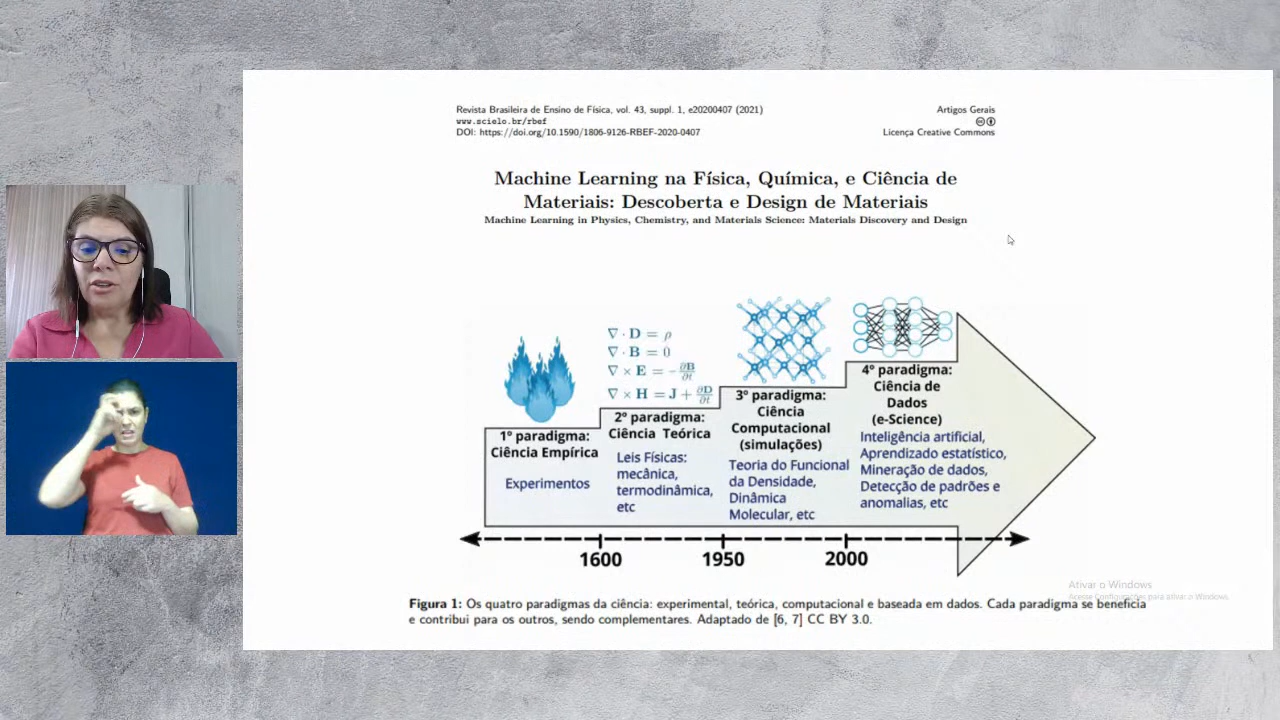 Revista Brasileira de Ensino de Física, vol. 43, suppl. 1, e20200407 (2021)
www.scielo.br/rbef
DOI: https://doi.org/10.1590/1806-9126-RBEF-2020-0407
Artigos Gerais
Licença Creative Commons
Machine Learning na Física, Química, e Ciência de
Materiais: Descoberta e Design de Materiais
Machine Learning in Physics, Chemistry, and Materials Science: Materials Discovery and Design
1º paradigma:
Ciência Empírica
Experimentos
∇ · D = ρ
∇ · B = 0
∇ × E = −∂B/∂t
∇ × H = J + ∂D/∂t
2º paradigma:
Ciência Teórica
Leis Físicas:
mecânica,
termodinâmica,
etc
3º paradigma:
Ciência
Computacional
(simulações)
Teoria do Funcional
da Densidade,
Dinâmica
Molecular, etc
4º paradigma:
Ciência de
Dados
(e-Science)
Inteligência artificial,
Aprendizado estatístico,
Mineração de dados,
Detecção de padrões e
anomalias, etc
1600
1950
2000
Ativar o Windows
Acesse Configurações para ativar o Windows.
Figura 1: Os quatro paradigmas da ciência: experimental, teórica, computacional e baseada em dados. Cada paradigma se beneficia
e contribui para os outros, sendo complementares. Adaptado de [6, 7] CC BY 3.0.